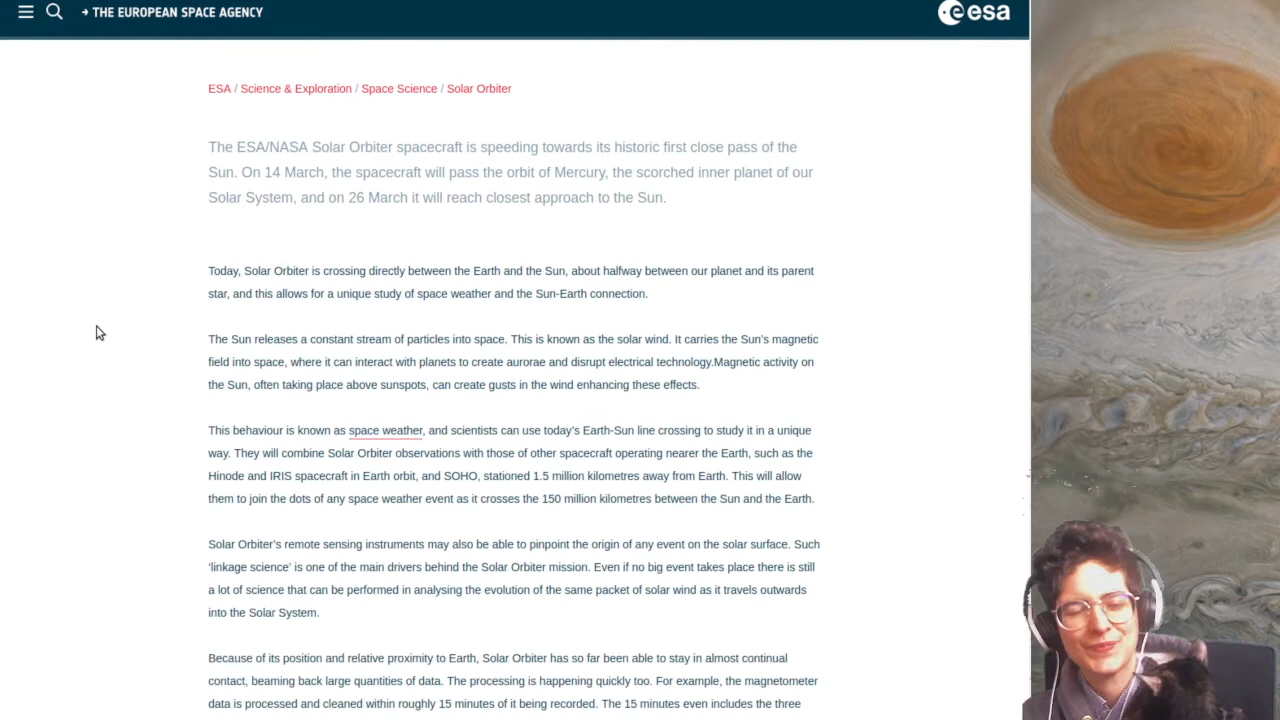 → THE EUROPEAN SPACE AGENCY
esa
ESA / Science & Exploration / Space Science / Solar Orbiter
The ESA/NASA Solar Orbiter spacecraft is speeding towards its historic first close pass of the
Sun. On 14 March, the spacecraft will pass the orbit of Mercury, the scorched inner planet of our
Solar System, and on 26 March it will reach closest approach to the Sun.
Today, Solar Orbiter is crossing directly between the Earth and the Sun, about halfway between our planet and its parent
star, and this allows for a unique study of space weather and the Sun-Earth connection.
The Sun releases a constant stream of particles into space. This is known as the solar wind. It carries the Sun’s magnetic
field into space, where it can interact with planets to create aurorae and disrupt electrical technology.Magnetic activity on
the Sun, often taking place above sunspots, can create gusts in the wind enhancing these effects.
This behaviour is known as space weather, and scientists can use today’s Earth-Sun line crossing to study it in a unique
way. They will combine Solar Orbiter observations with those of other spacecraft operating nearer the Earth, such as the
Hinode and IRIS spacecraft in Earth orbit, and SOHO, stationed 1.5 million kilometres away from Earth. This will allow
them to join the dots of any space weather event as it crosses the 150 million kilometres between the Sun and the Earth.
Solar Orbiter’s remote sensing instruments may also be able to pinpoint the origin of any event on the solar surface. Such
‘linkage science’ is one of the main drivers behind the Solar Orbiter mission. Even if no big event takes place there is still
a lot of science that can be performed in analysing the evolution of the same packet of solar wind as it travels outwards
into the Solar System.
Because of its position and relative proximity to Earth, Solar Orbiter has so far been able to stay in almost continual
contact, beaming back large quantities of data. The processing is happening quickly too. For example, the magnetometer
data is processed and cleaned within roughly 15 minutes of it being recorded. The 15 minutes even includes the three